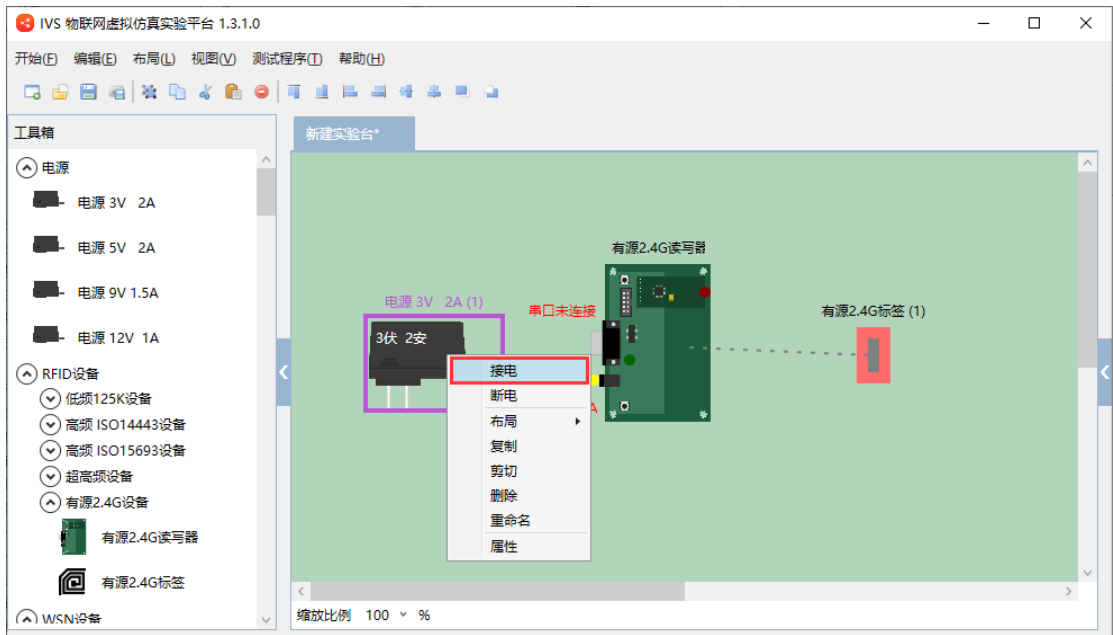 IVS 物联网虚拟仿真实验平台 1.3.1.0
开始(F) 编辑(E) 布局(L) 视图(V) 测试程序(T) 帮助(H)
工具箱
新建实验台*
电源
电源 3V 2A
电源 5V 2A
电源 9V 1.5A
电源 12V 1A
RFID设备
低频125K设备
高频 ISO14443设备
高频 ISO15693设备
超高频设备
有源2.4G设备
有源2.4G读写器
有源2.4G标签
WSN设备
有源2.4G读写器
电源 3V 2A (1)
串口未连接
有源2.4G标签 (1)
3伏 2安
A
接电
断电
布局
复制
剪切
删除
重命名
属性
缩放比例 100 %